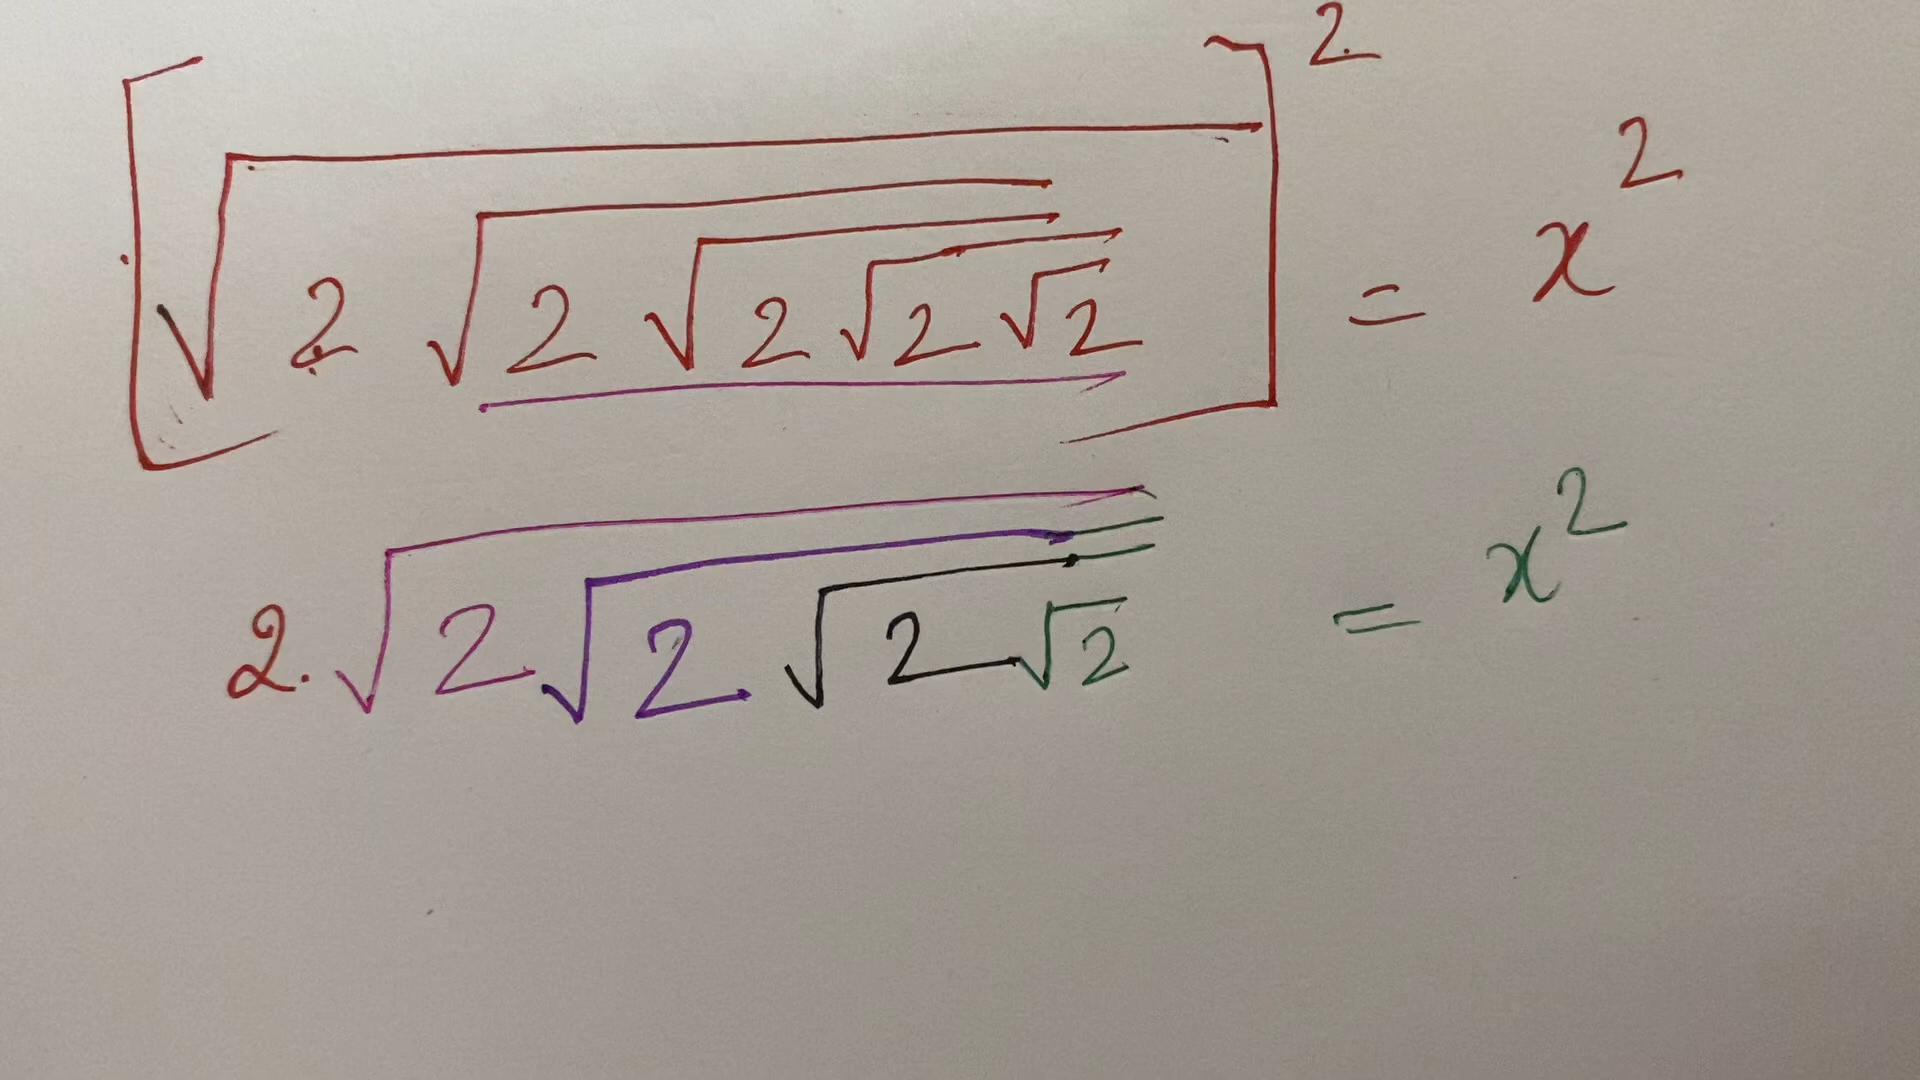 [√(2√(2√(2√(2√2))))]² = x²
2.√(2√(2√(2√2))) = x²